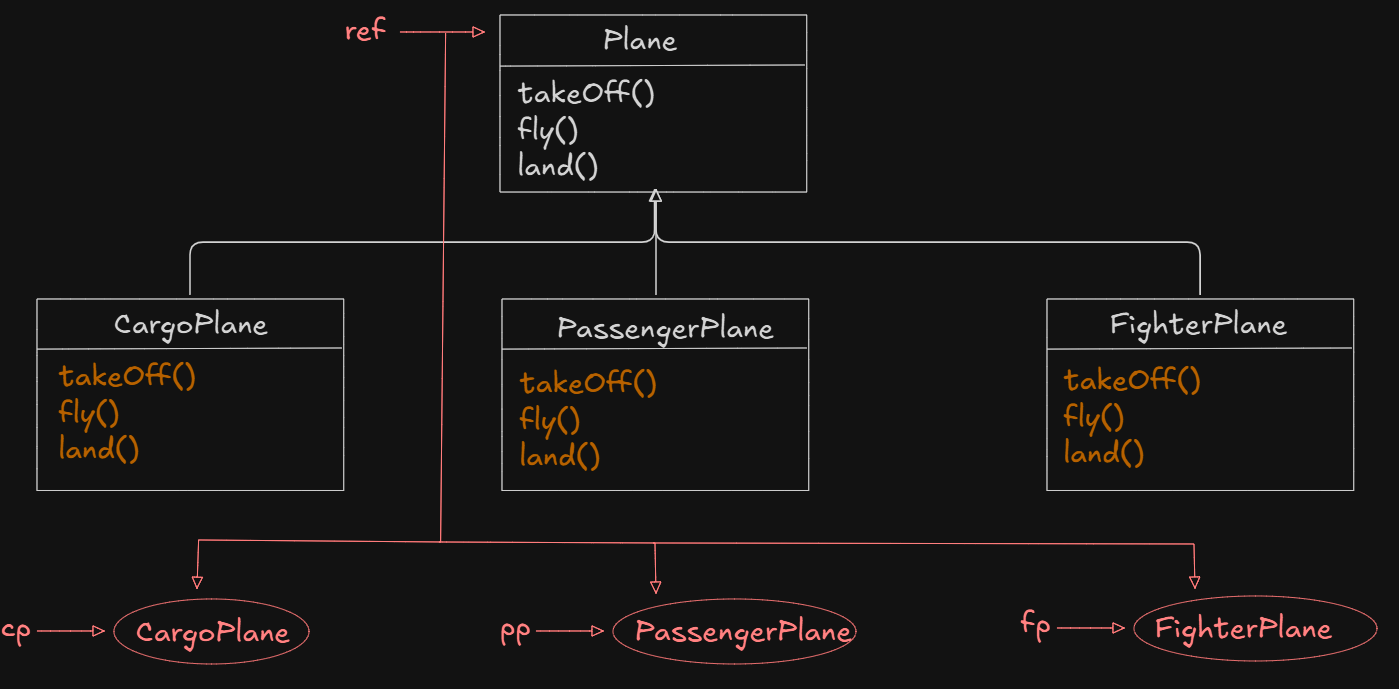 ref
Plane
takeOff()
fly()
land()
CargoPlane
takeOff()
fly()
land()
PassengerPlane
takeOff()
fly()
land()
FighterPlane
takeOff()
fly()
land()
cp
CargoPlane
pp
PassengerPlane
fp
FighterPlane